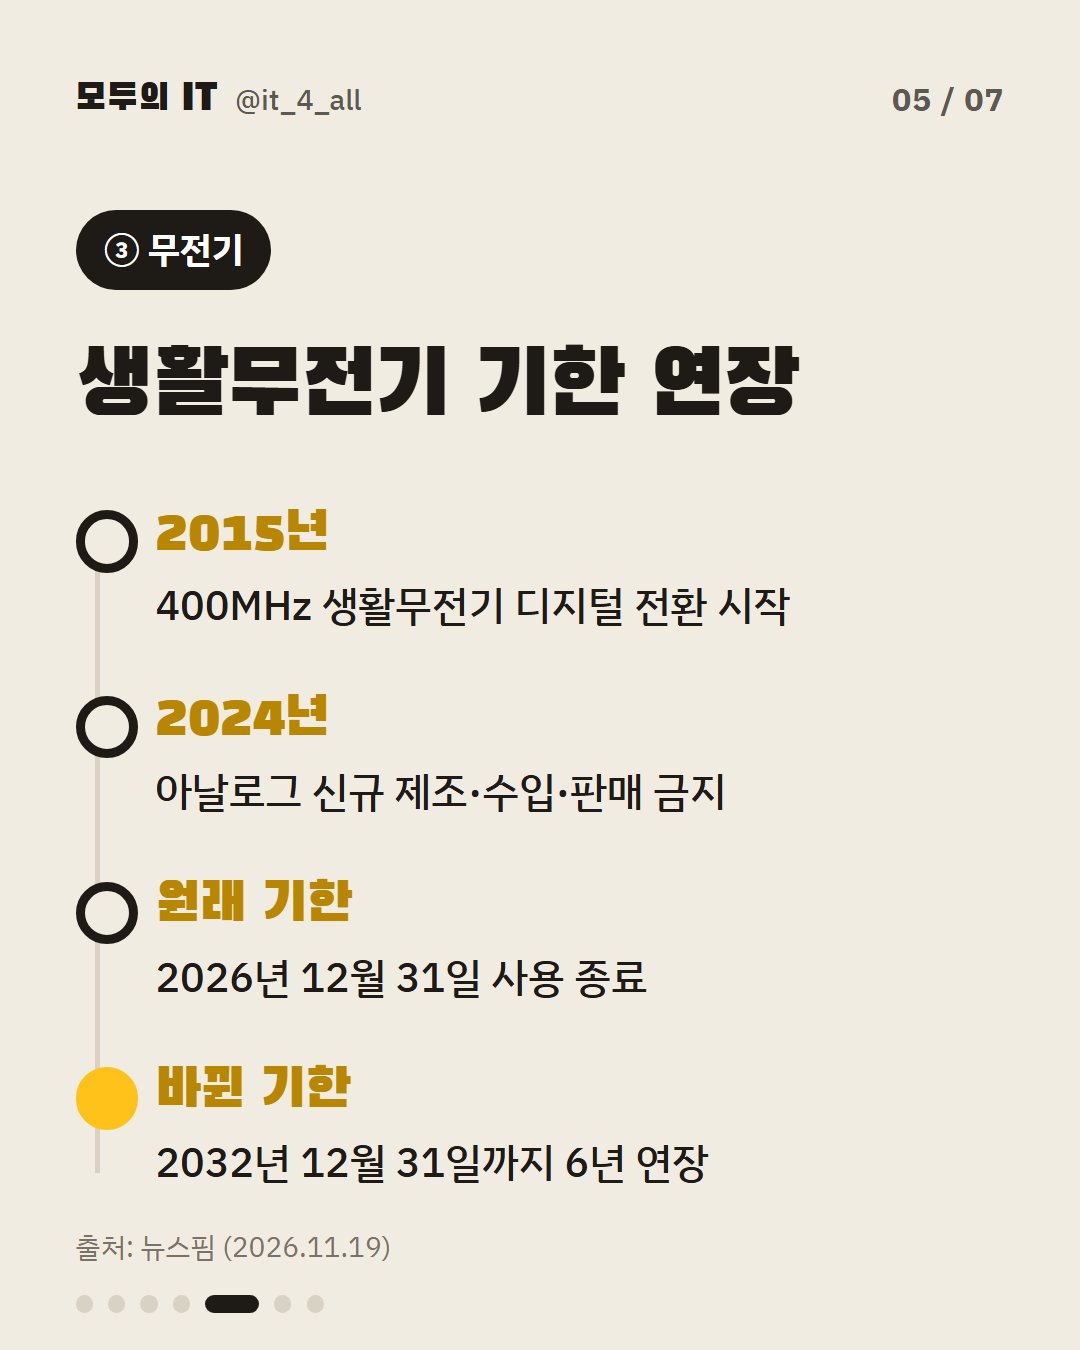 모두의 IT @it_4_all
05 / 07
③ 무전기
생활무전기 기한 연장
2015년
400MHz 생활무전기 디지털 전환 시작
2024년
아날로그 신규 제조·수입·판매 금지
원래 기한
2026년 12월 31일 사용 종료
바뀐 기한
2032년 12월 31일까지 6년 연장
출처: 뉴스핌 (2026.11.19)